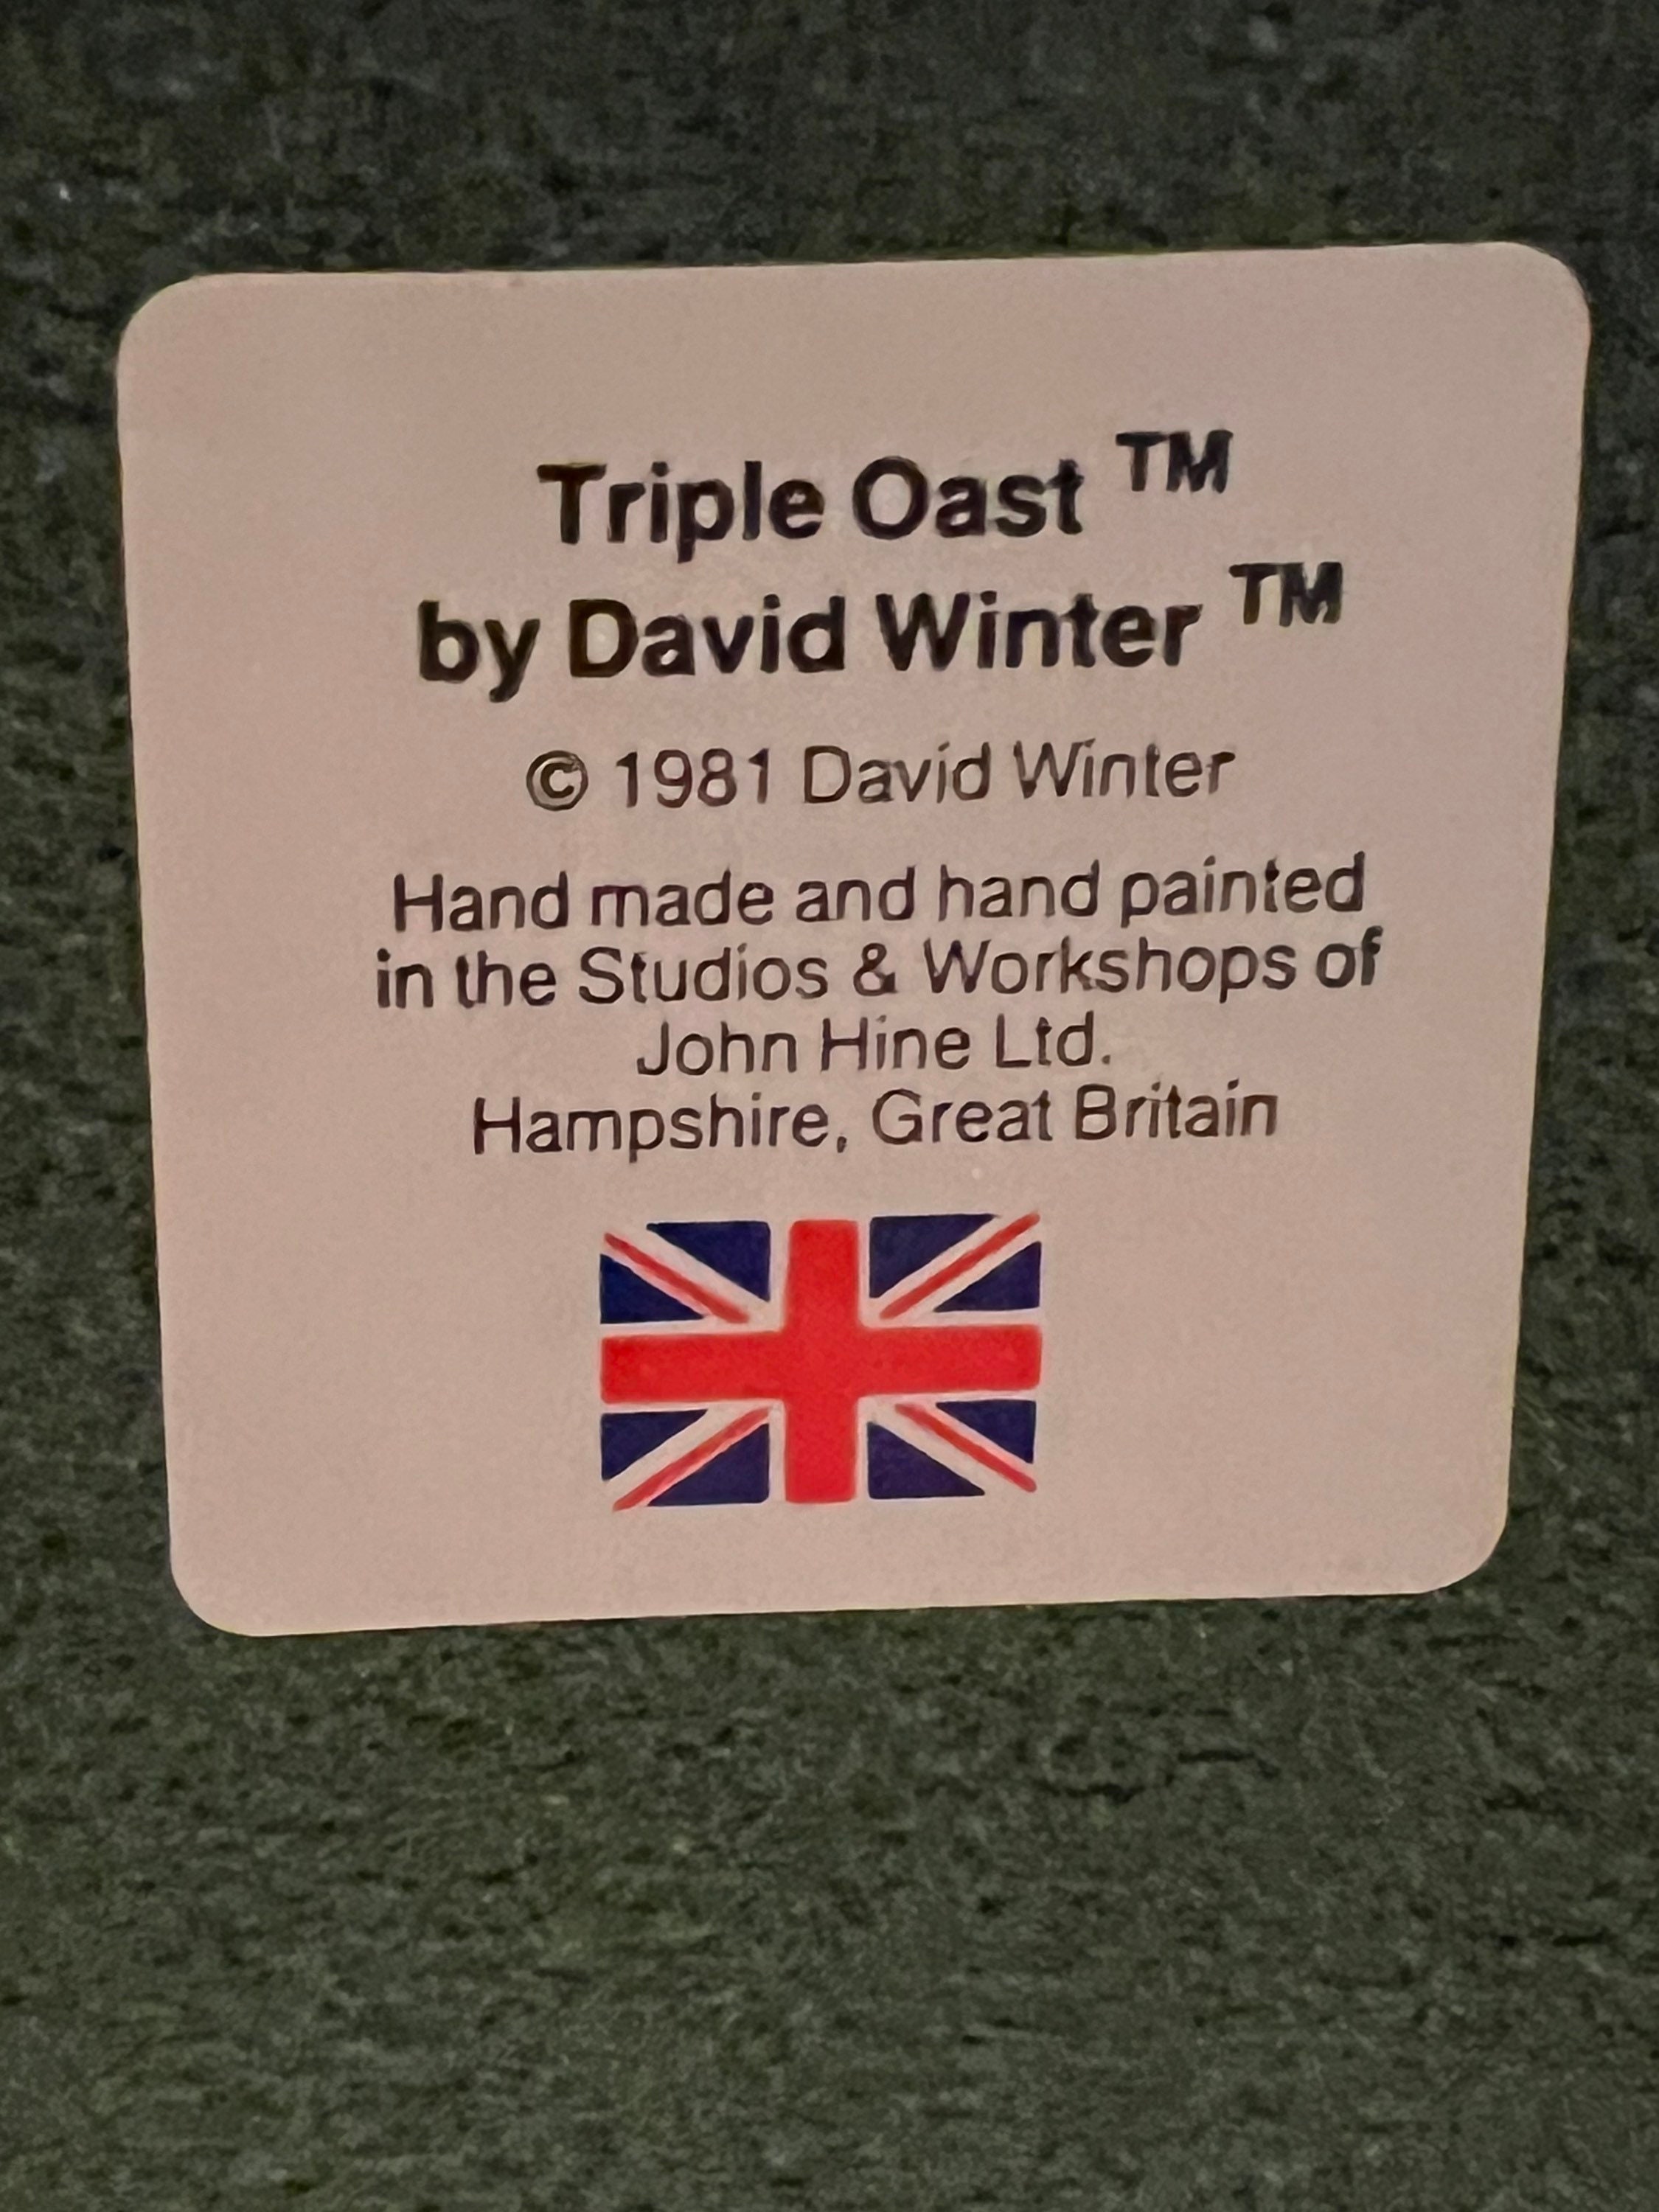 Triple Oast ™
by David Winter ™
© 1981 David Winter
Hand made and hand painted
in the Studios & Workshops of
John Hine Ltd.
Hampshire, Great Britain